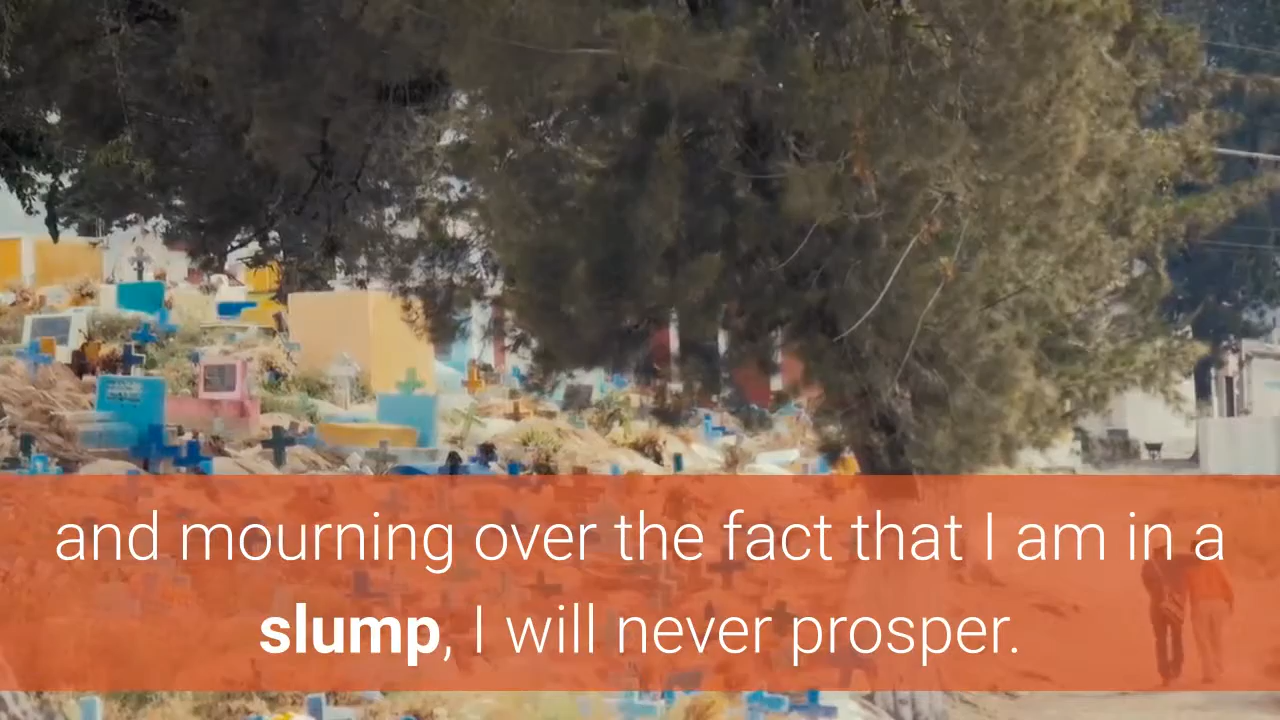 and mourning over the fact that I am in a
slump, I will never prosper.